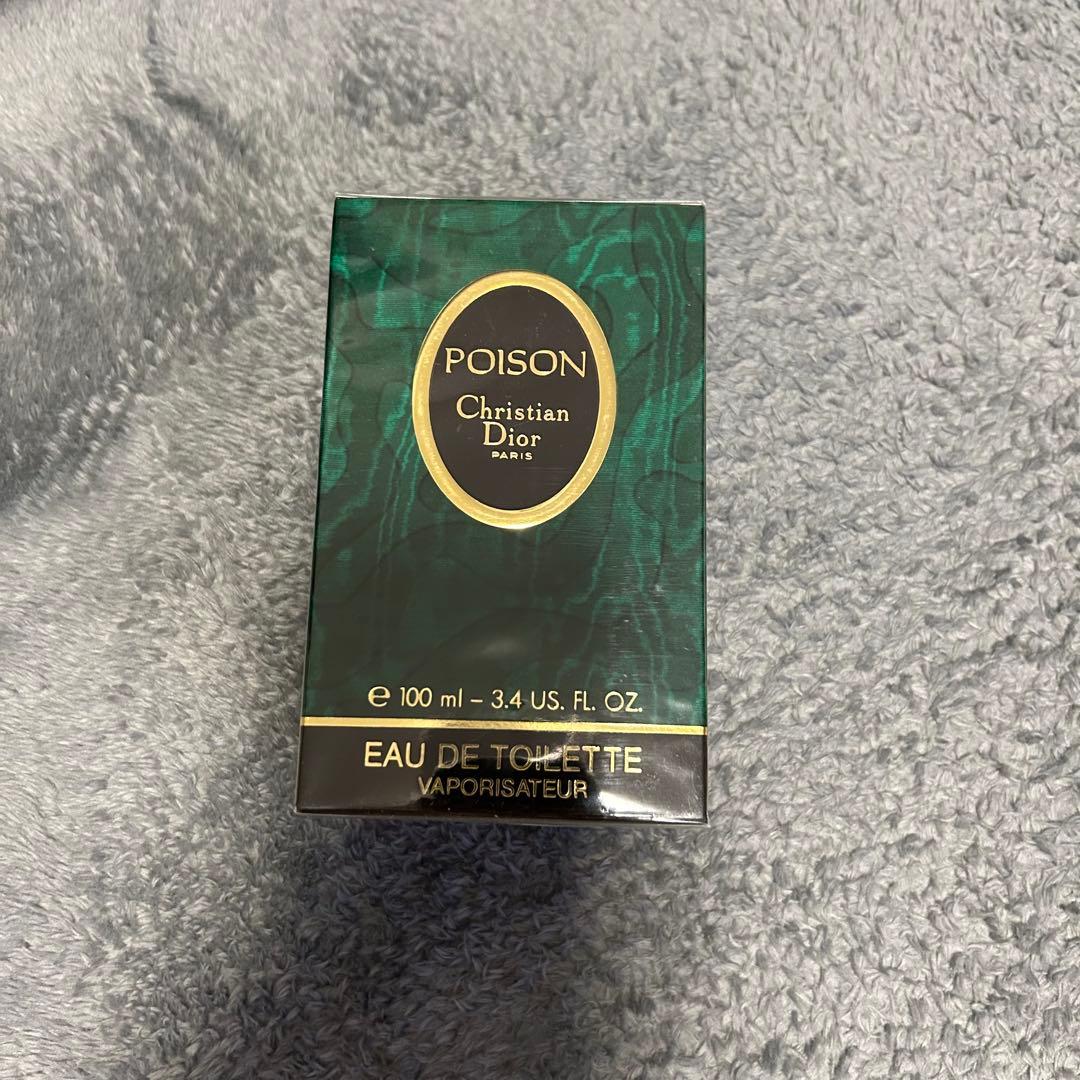 POISON
Christian
Dior
PARIS
℮ 100 ml – 3.4 US. FL. OZ.
EAU DE TOILETTE
VAPORISATEUR